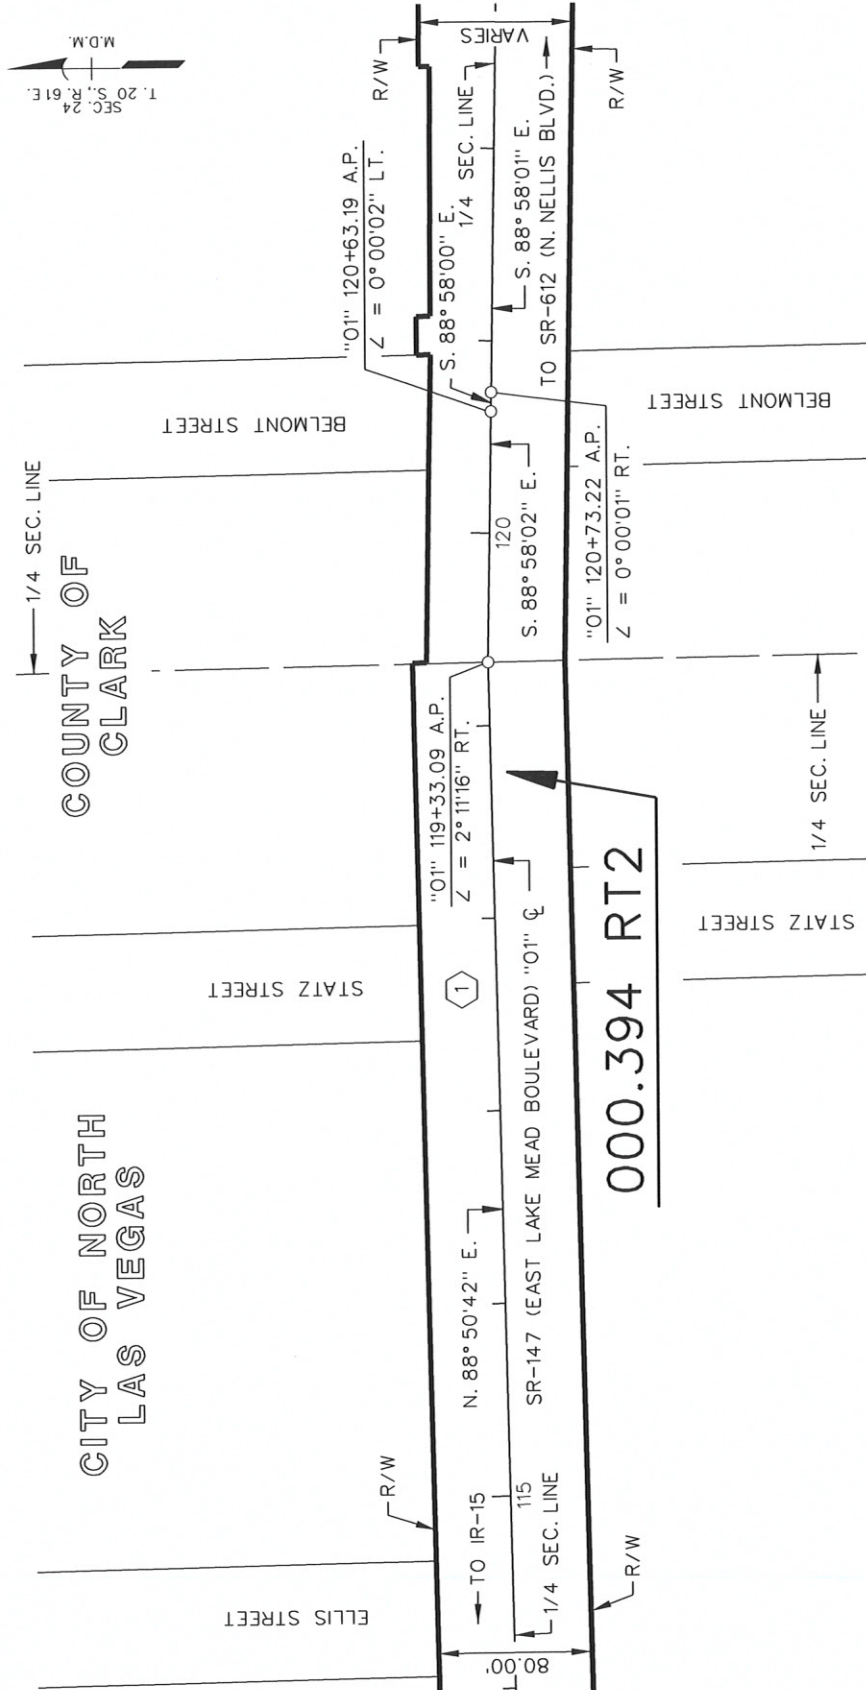 SEC. 24
T. 20 S., R. 61 E.
M.D.M.
CITY OF NORTH
LAS VEGAS
COUNTY OF
CLARK
1/4 SEC. LINE
ELLIS STREET
STATZ STREET
BELMONT STREET
R/W
R/W
"O1" 119+33.09 A.P.
∠ = 2°11'16" RT.
"O1" 120+63.19 A.P.
∠ = 0°00'02" LT.
S. 88°58'00" E.
1/4 SEC. LINE
80.00'
TO IR-15
N. 88°50'42" E.
1
VARIES
115
120
1/4 SEC. LINE
SR-147 (EAST LAKE MEAD BOULEVARD) "O1" ℄
S. 88°58'02" E.
S. 88°58'01" E.
TO SR-612 (N. NELLIS BLVD.)
R/W
R/W
000.394 RT2
"O1" 120+73.22 A.P.
∠ = 0°00'01" RT.
STATZ STREET
1/4 SEC. LINE
BELMONT STREET